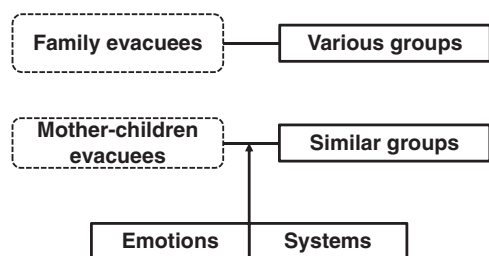 Family evacuees
Various groups
Mother-children
evacuees
Similar groups
Emotions
Systems